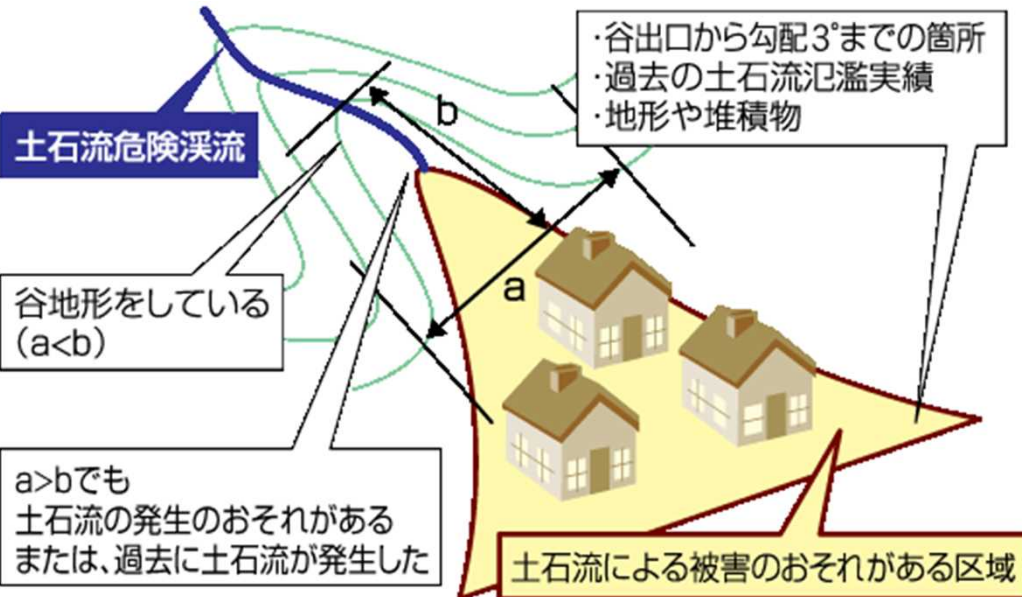 ・谷出口から勾配3°までの箇所
・過去の土石流氾濫実績
・地形や堆積物
土石流危険渓流
b
a
谷地形をしている
(a<b)
a>bでも
土石流の発生のおそれがある
または、過去に土石流が発生した
土石流による被害のおそれがある区域